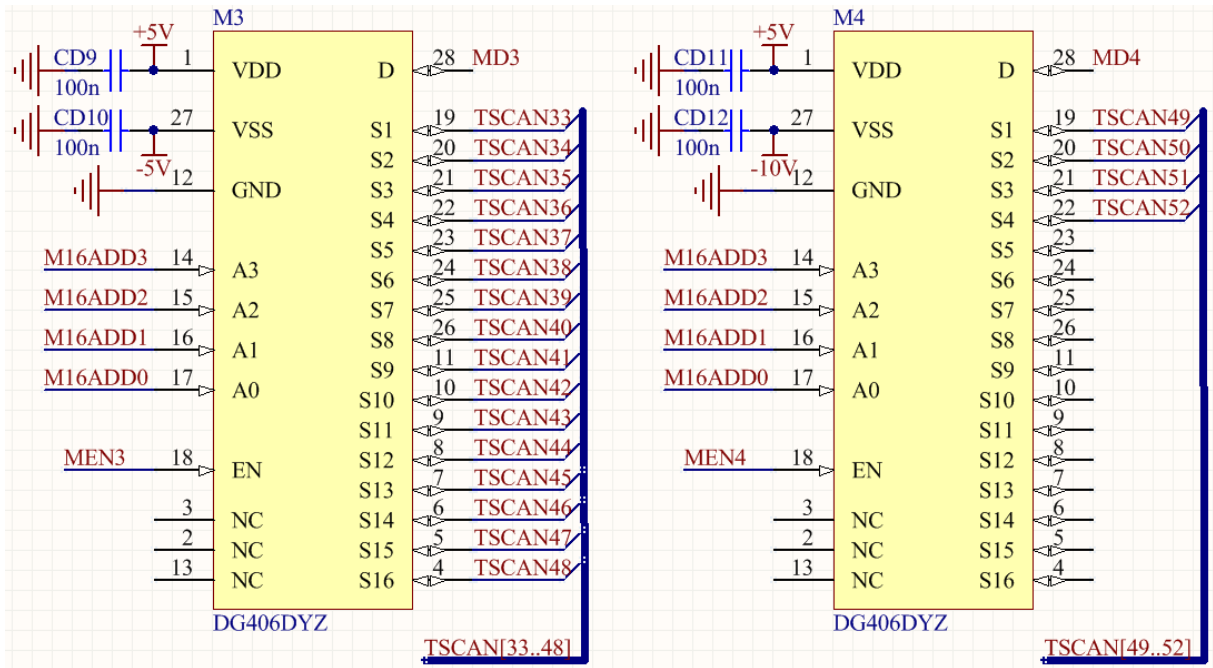 M3
+5V
CD9
100n
1
VDD
D
28
MD3
CD10
100n
-5V
27
VSS
S1
19
TSCAN33
S2
20
TSCAN34
12
GND
S3
21
TSCAN35
S4
22
TSCAN36
S5
23
TSCAN37
M16ADD3
14
A3
S6
24
TSCAN38
M16ADD2
15
A2
S7
25
TSCAN39
S8
26
TSCAN40
M16ADD1
16
A1
S9
11
TSCAN41
M16ADD0
17
A0
S10
10
TSCAN42
S11
9
TSCAN43
MEN3
18
EN
S12
8
TSCAN44
S13
7
TSCAN45
3
NC
S14
6
TSCAN46
2
NC
S15
5
TSCAN47
13
NC
S16
4
TSCAN48
DG406DYZ
TSCAN[33..48]
M4
+5V
CD11
100n
1
VDD
D
28
MD4
CD12
100n
-10V
27
VSS
S1
19
TSCAN49
S2
20
TSCAN50
12
GND
S3
21
TSCAN51
S4
22
TSCAN52
S5
23
M16ADD3
14
A3
S6
24
M16ADD2
15
A2
S7
25
S8
26
M16ADD1
16
A1
S9
11
M16ADD0
17
A0
S10
10
S11
9
MEN4
18
EN
S12
8
S13
7
3
NC
S14
6
2
NC
S15
5
13
NC
S16
4
DG406DYZ
TSCAN[49..52]